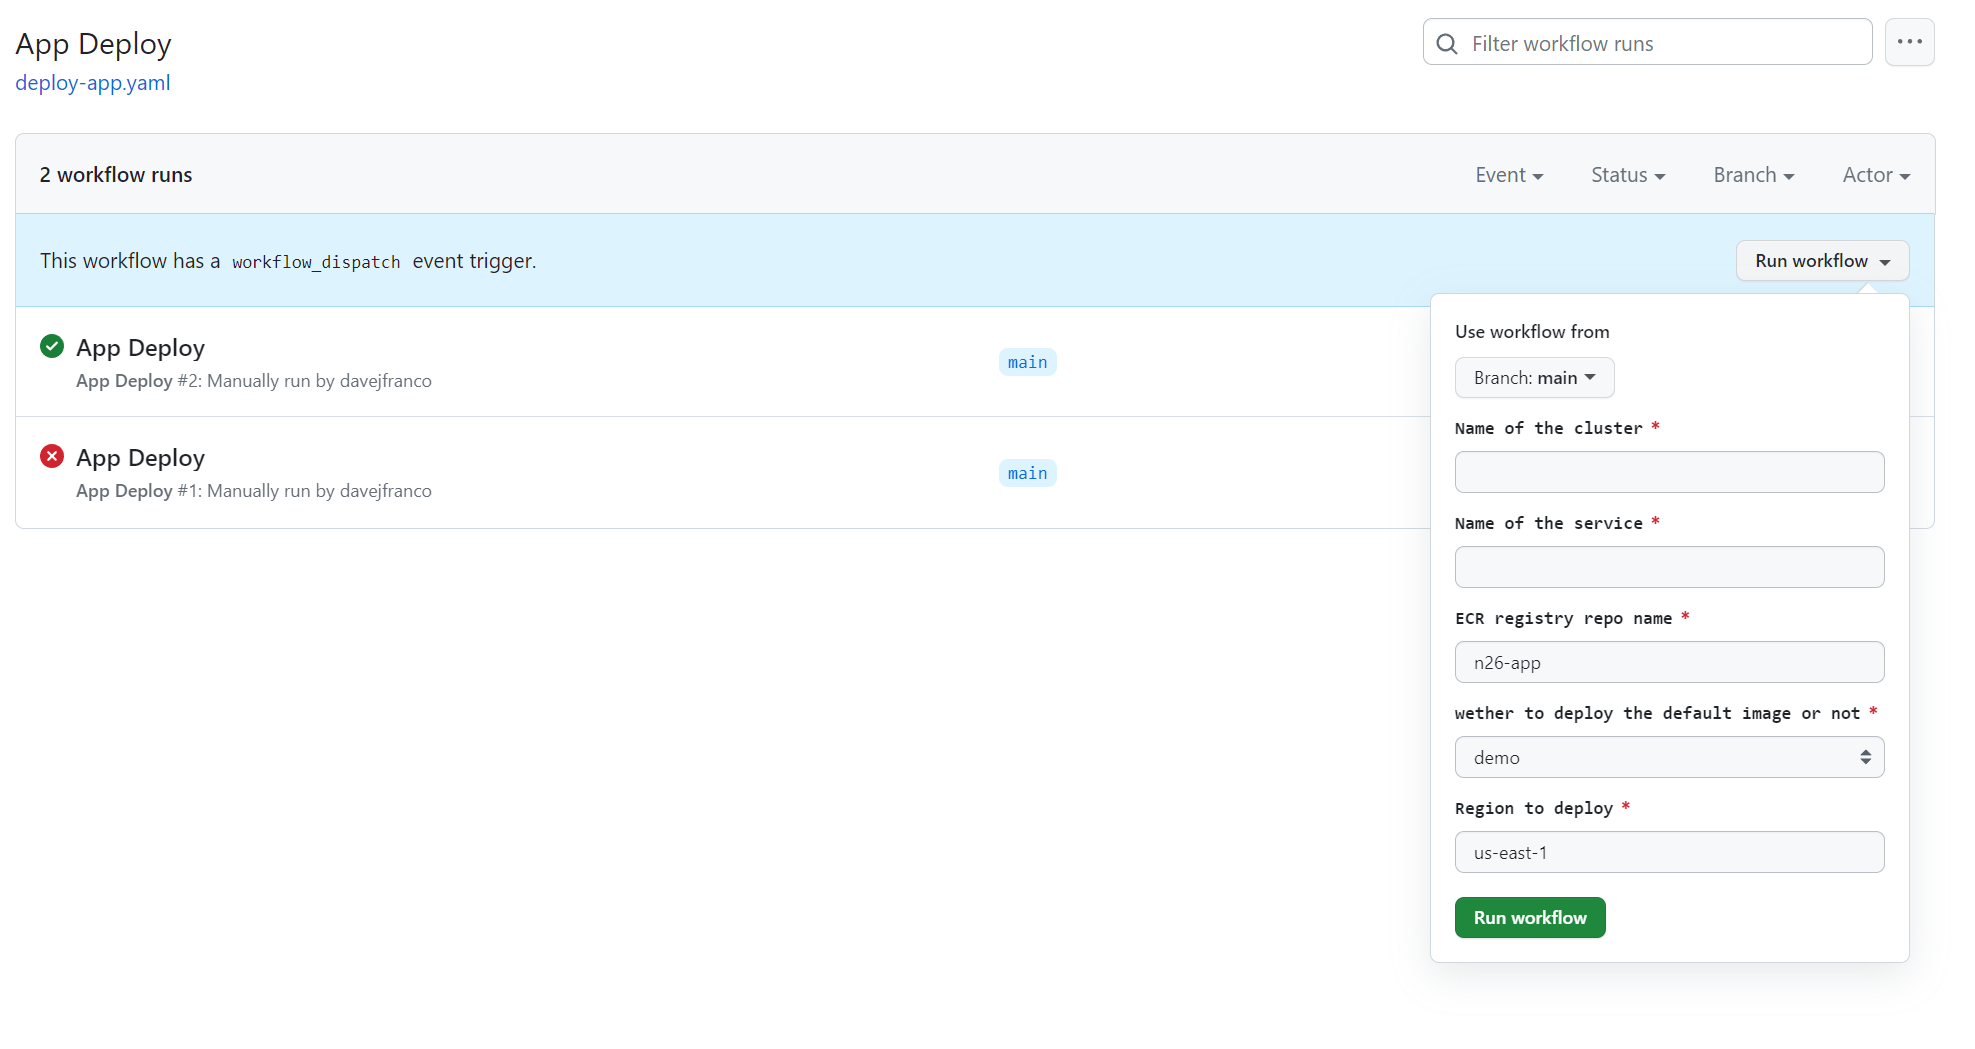 App Deploy
deploy-app.yaml
Filter workflow runs
2 workflow runs
Event
Status
Branch
Actor
This workflow has a workflow_dispatch event trigger.
Run workflow
App Deploy
App Deploy #2: Manually run by davejfranco
main
App Deploy
App Deploy #1: Manually run by davejfranco
main
Use workflow from
Branch: main
Name of the cluster *
Name of the service *
ECR registry repo name *
n26-app
wether to deploy the default image or not *
demo
Region to deploy *
us-east-1
Run workflow